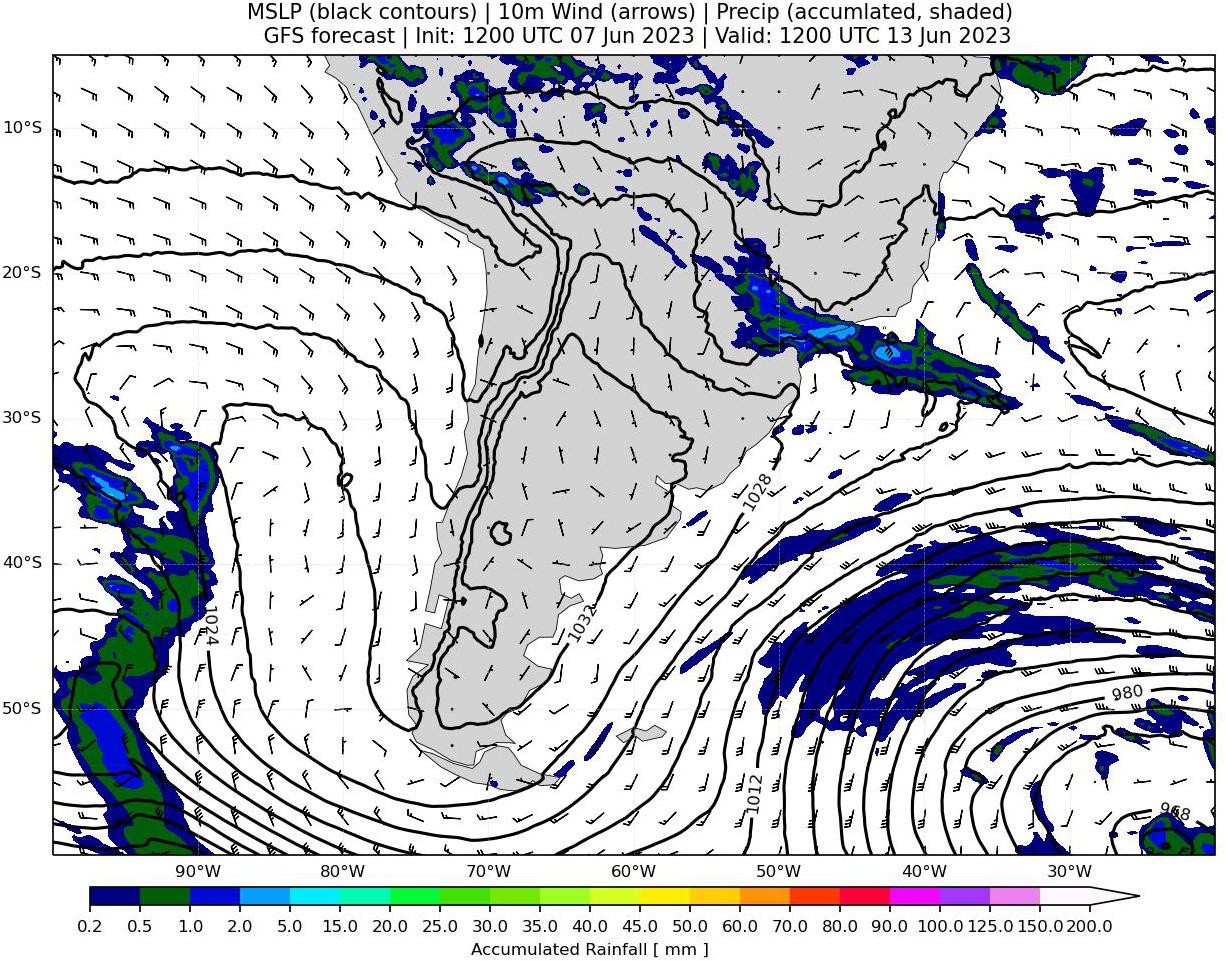 MSLP (black contours) | 10m Wind (arrows) | Precip (accumlated, shaded)
GFS forecast | Init: 1200 UTC 07 Jun 2023 | Valid: 1200 UTC 13 Jun 2023
10°S
20°S
30°S
1028
40°S
1024
1032
980
50°S
1012
968
90°W 80°W 70°W 60°W 50°W 40°W 30°W
0.2 0.5 1.0 2.0 5.0 10.0 15.0 20.0 25.0 30.0 35.0 40.0 45.0 50.0 60.0 70.0 80.0 90.0 100.0 125.0 150.0 200.0
Accumulated Rainfall [ mm ]